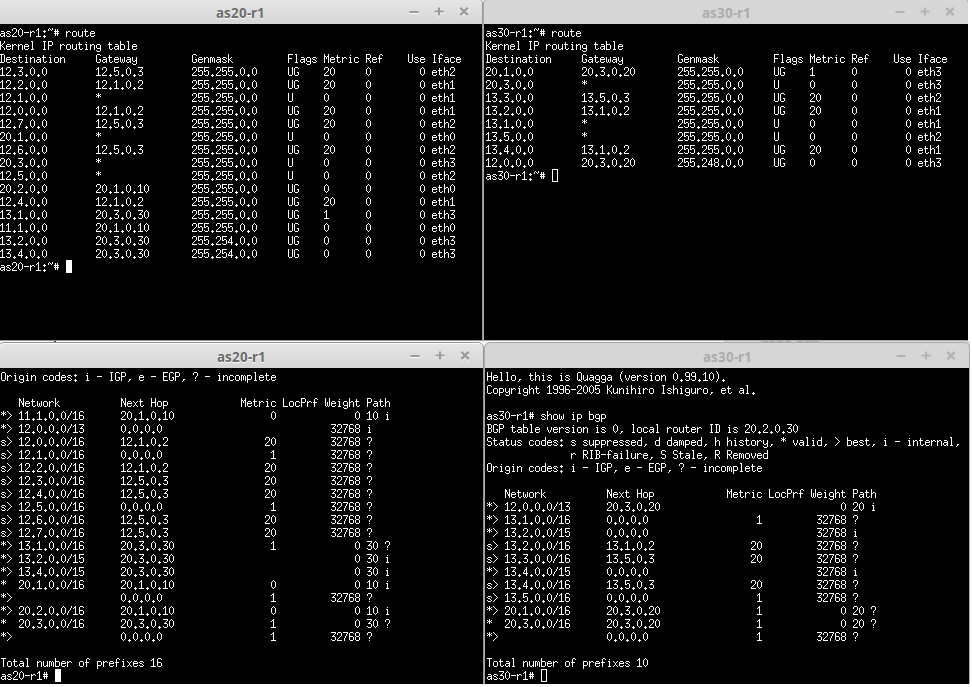 as20-r1
as20-r1:~# route
Kernel IP routing table
Destination Gateway Genmask Flags Metric Ref Use Iface
12.3.0.0 12.5.0.3 255.255.0.0 UG 20 0 0 eth2
12.2.0.0 12.1.0.2 255.255.0.0 UG 20 0 0 eth1
12.1.0.0 * 255.255.0.0 U 0 0 0 eth1
12.0.0.0 12.1.0.2 255.255.0.0 UG 20 0 0 eth1
12.7.0.0 12.5.0.3 255.255.0.0 UG 20 0 0 eth2
20.1.0.0 * 255.255.0.0 U 0 0 0 eth0
12.6.0.0 12.5.0.3 255.255.0.0 UG 20 0 0 eth2
20.3.0.0 * 255.255.0.0 U 0 0 0 eth3
12.5.0.0 * 255.255.0.0 U 0 0 0 eth2
20.2.0.0 20.1.0.10 255.255.0.0 UG 0 0 0 eth0
12.4.0.0 12.1.0.2 255.255.0.0 UG 20 0 0 eth1
13.1.0.0 20.3.0.30 255.255.0.0 UG 1 0 0 eth3
11.1.0.0 20.1.0.10 255.255.0.0 UG 0 0 0 eth0
13.2.0.0 20.3.0.30 255.254.0.0 UG 0 0 0 eth3
13.4.0.0 20.3.0.30 255.254.0.0 UG 0 0 0 eth3
as20-r1:~#
as30-r1
as30-r1:~# route
Kernel IP routing table
Destination Gateway Genmask Flags Metric Ref Use Iface
20.1.0.0 20.3.0.20 255.255.0.0 UG 1 0 0 eth3
20.3.0.0 * 255.255.0.0 U 0 0 0 eth3
13.3.0.0 13.5.0.3 255.255.0.0 UG 20 0 0 eth2
13.2.0.0 13.1.0.2 255.255.0.0 UG 20 0 0 eth1
13.1.0.0 * 255.255.0.0 U 0 0 0 eth1
13.5.0.0 * 255.255.0.0 U 0 0 0 eth2
13.4.0.0 13.1.0.2 255.255.0.0 UG 20 0 0 eth1
12.0.0.0 20.3.0.20 255.248.0.0 UG 0 0 0 eth3
as30-r1:~#
as20-r1
Origin codes: i - IGP, e - EGP, ? - incomplete
Network Next Hop Metric LocPrf Weight Path
*> 11.1.0.0/16 20.1.0.10 0 0 10 i
*> 12.0.0.0/13 0.0.0.0 32768 i
s> 12.0.0.0/16 12.1.0.2 20 32768 ?
s> 12.1.0.0/16 0.0.0.0 1 32768 ?
s> 12.2.0.0/16 12.1.0.2 20 32768 ?
s> 12.3.0.0/16 12.5.0.3 20 32768 ?
s> 12.4.0.0/16 12.5.0.3 20 32768 ?
s> 12.5.0.0/16 0.0.0.0 1 32768 ?
s> 12.6.0.0/16 12.5.0.3 20 32768 ?
s> 12.7.0.0/16 12.5.0.3 20 32768 ?
*> 13.1.0.0/16 20.3.0.30 1 0 30 ?
*> 13.2.0.0/15 20.3.0.30 0 30 i
*> 13.4.0.0/15 20.3.0.30 0 30 i
* 20.1.0.0/16 20.1.0.10 0 0 10 i
*> 0.0.0.0 1 32768 ?
*> 20.2.0.0/16 20.1.0.10 0 0 10 i
* 20.3.0.0/16 20.3.0.30 1 0 30 ?
*> 0.0.0.0 1 32768 ?
Total number of prefixes 16
as20-r1#
as30-r1
Hello, this is Quagga (version 0.99.10).
Copyright 1996-2005 Kunihiro Ishiguro, et al.
as30-r1# show ip bgp
BGP table version is 0, local router ID is 20.2.0.30
Status codes: s suppressed, d damped, h history, * valid, > best, i - internal,
r RIB-failure, S Stale, R Removed
Origin codes: i - IGP, e - EGP, ? - incomplete
Network Next Hop Metric LocPrf Weight Path
*> 12.0.0.0/13 20.3.0.20 0 20 i
*> 13.1.0.0/16 0.0.0.0 1 32768 ?
*> 13.2.0.0/15 0.0.0.0 32768 i
s> 13.2.0.0/16 13.1.0.2 20 32768 ?
s> 13.3.0.0/16 13.5.0.3 20 32768 ?
*> 13.4.0.0/15 0.0.0.0 32768 i
s> 13.4.0.0/16 13.5.0.3 20 32768 ?
s> 13.5.0.0/16 0.0.0.0 1 32768 ?
*> 20.1.0.0/16 20.3.0.20 1 0 20 ?
* 20.3.0.0/16 20.3.0.20 1 0 20 ?
*> 0.0.0.0 1 32768 ?
Total number of prefixes 10
as30-r1#